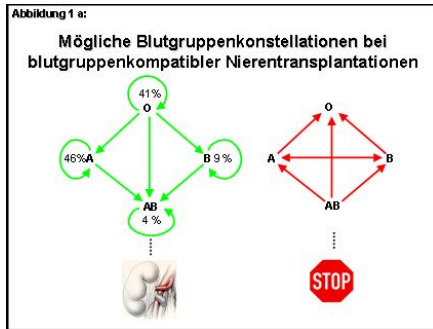 Abbildung 1 a:
Mögliche Blutgruppenkonstellationen bei
blutgruppenkompatibler Nierentransplantationen
41%
O
46% A
B 9%
AB
4 %
O
A
B
AB
STOP